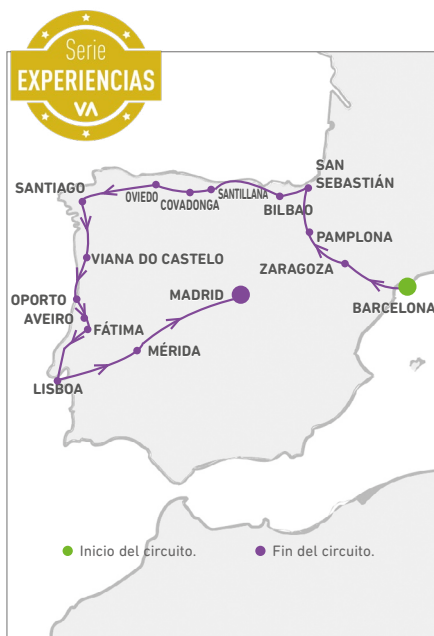 Serie
EXPERIENCIAS
VA
SAN
SEBASTIÁN
SANTIAGO
OVIEDO
COVADONGA
SANTILLANA
BILBAO
PAMPLONA
VIANA DO CASTELO
ZARAGOZA
MADRID
OPORTO
BARCELONA
AVEIRO
FÁTIMA
MÉRIDA
LISBOA
Inicio del circuito.
Fin del circuito.